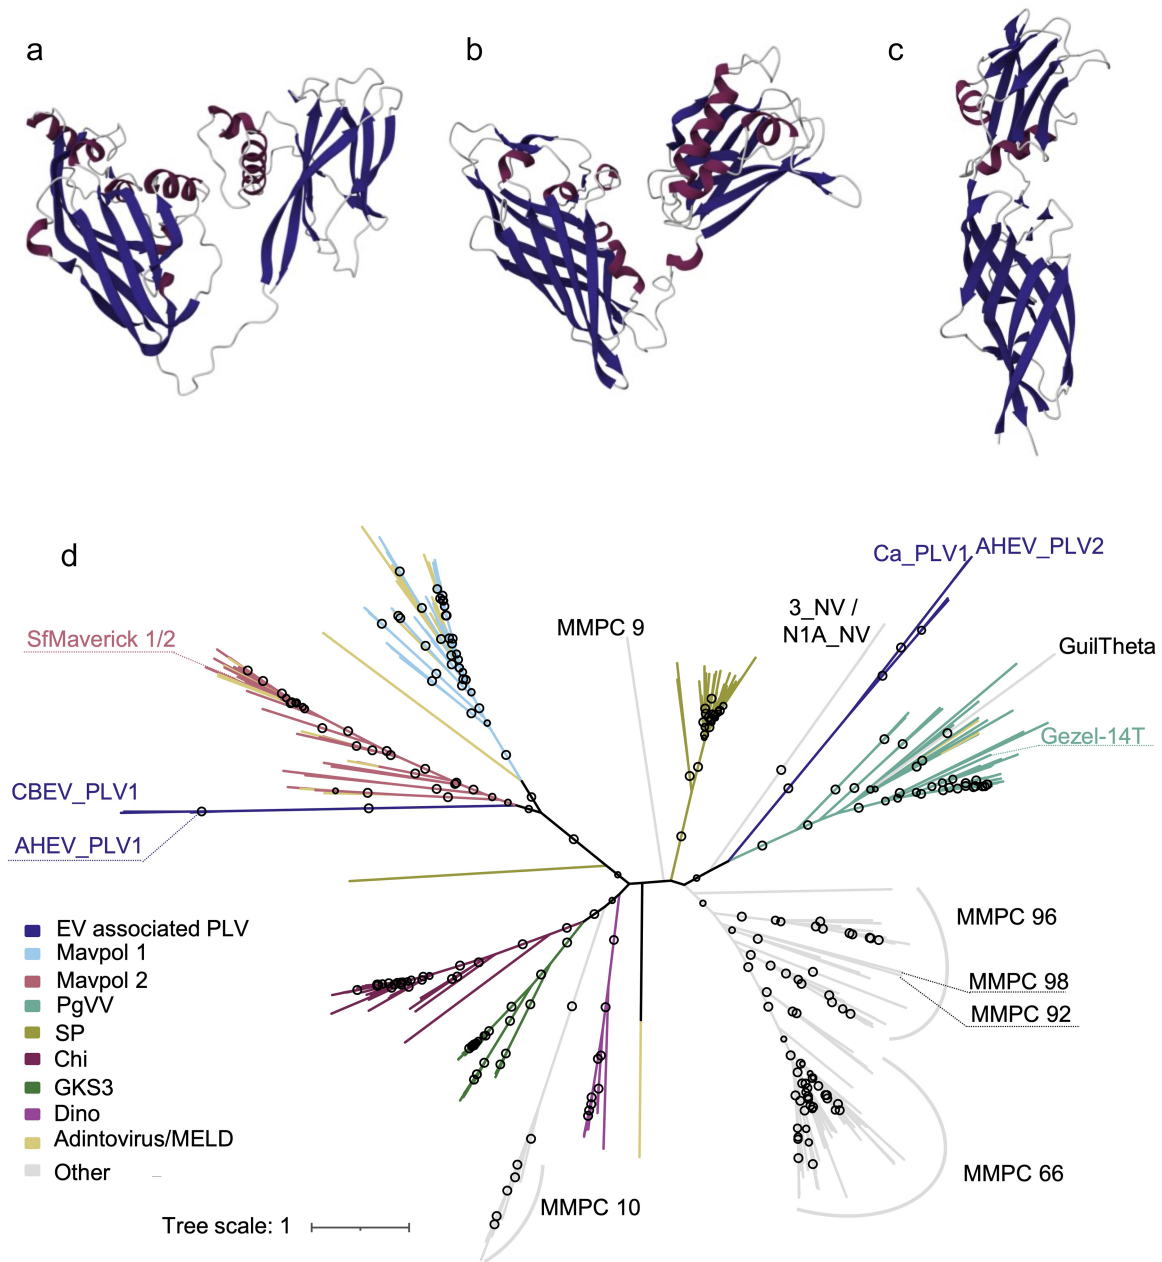 a
b
c
d
Ca_PLV1 AHEV_PLV2
3_NV /
N1A_NV
MMPC 9
GuilTheta
SfMaverick 1/2
Gezel-14T
CBEV_PLV1
AHEV_PLV1
EV associated PLV
Mavpol 1
Mavpol 2
PgVV
SP
Chi
GKS3
Dino
Adintovirus/MELD
Other
MMPC 96
MMPC 98
MMPC 92
MMPC 66
MMPC 10
Tree scale: 1